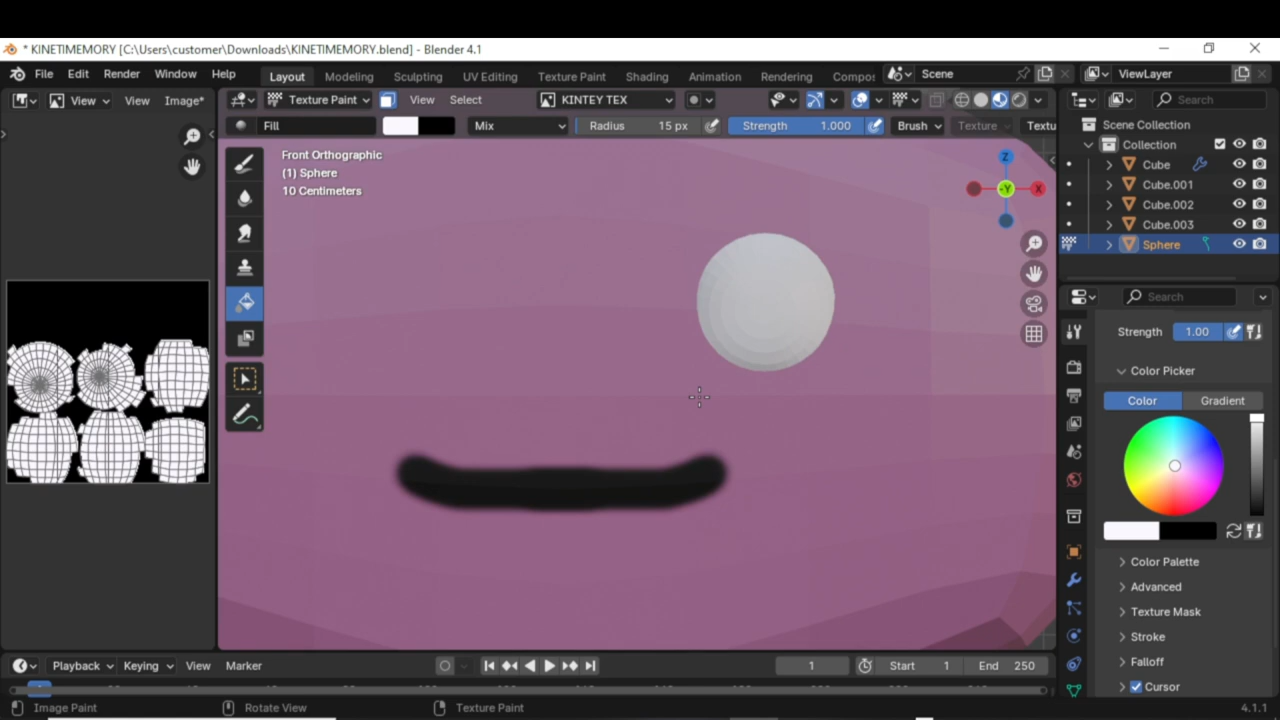 * KINETIMEMORY [C:\Users\customer\Downloads\KINETIMEMORY.blend] - Blender 4.1
File Edit Render Window Help Layout Modeling Sculpting UV Editing Texture Paint Shading Animation Rendering Compos Scene ViewLayer
View View Image* Texture Paint View Select KINTEY TEX Search
Fill Mix Radius 15 px Strength 1.000 Brush Texture Textu
Scene Collection
Collection
Cube
Cube.001
Cube.002
Cube.003
Sphere
Front Orthographic
(1) Sphere
10 Centimeters
Z
-Y
X
Search
Strength 1.00
Color Picker
Color Gradient
Color Palette
Advanced
Texture Mask
Stroke
Falloff
Cursor
Playback Keying View Marker 1 Start 1 End 250
Image Paint Rotate View Texture Paint 4.1.1